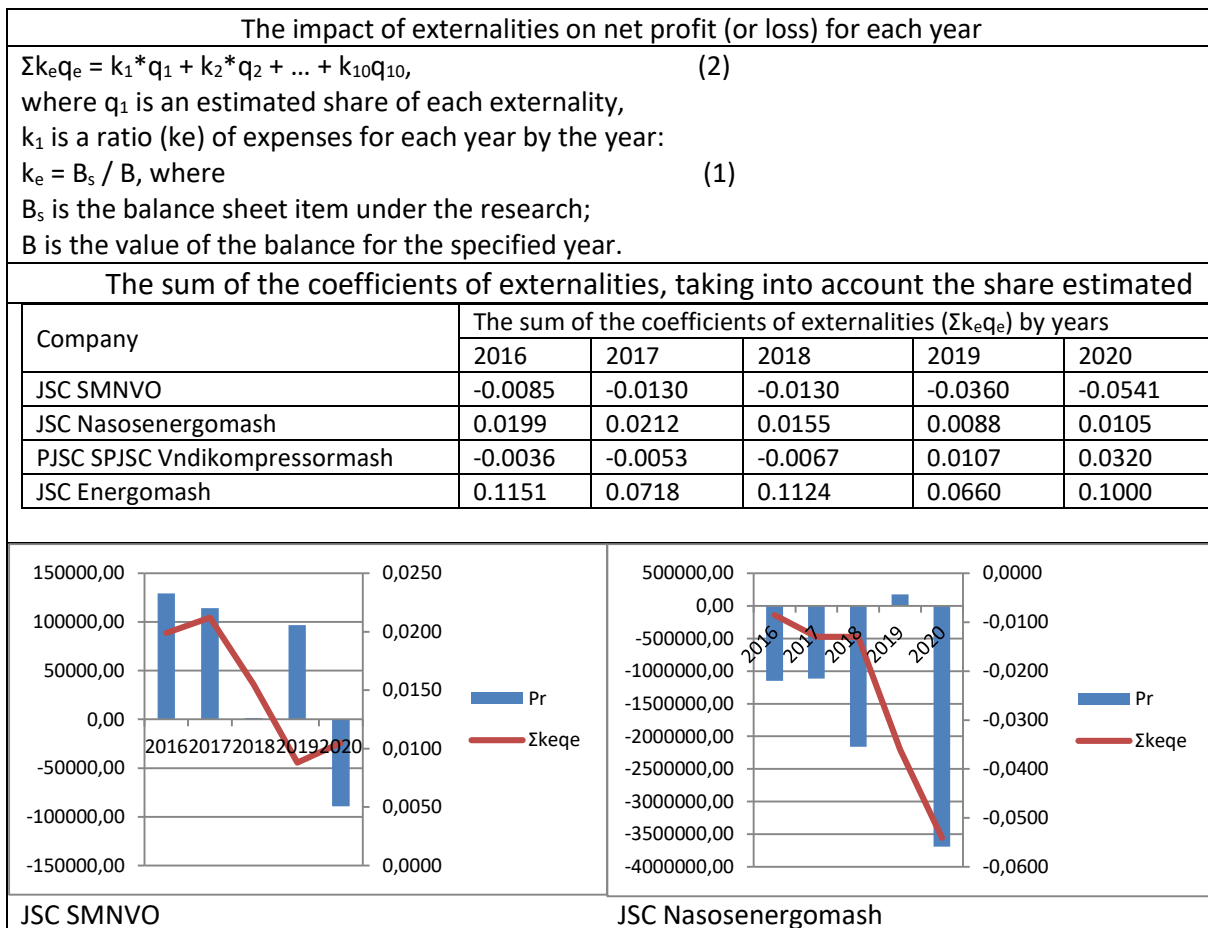 The impact of externalities on net profit (or loss) for each year
Σkₑqₑ = k₁*q₁ + k₂*q₂ + ... + k₁₀q₁₀, (2)
where q₁ is an estimated share of each externality,
k₁ is a ratio (ke) of expenses for each year by the year:
kₑ = Bₛ / B, where (1)
Bₛ is the balance sheet item under the research;
B is the value of the balance for the specified year.
The sum of the coefficients of externalities, taking into account the share estimated
Company The sum of the coefficients of externalities (Σkₑqₑ) by years
2016 2017 2018 2019 2020
JSC SMNVO -0.0085 -0.0130 -0.0130 -0.0360 -0.0541
JSC Nasosenergomash 0.0199 0.0212 0.0155 0.0088 0.0105
PJSC SPJSC Vndikompressormash -0.0036 -0.0053 -0.0067 0.0107 0.0320
JSC Energomash 0.1151 0.0718 0.1124 0.0660 0.1000
150000,00
100000,00
50000,00
0,00
-50000,00
-100000,00
-150000,00
2016 2017 2018 2019 2020
0,0250
0,0200
0,0150
0,0100
0,0050
0,0000
Pr
Σkeqe
JSC SMNVO
500000,00
0,00
-500000,00
-1000000,00
-1500000,00
-2000000,00
-2500000,00
-3000000,00
-3500000,00
-4000000,00
2016 2017 2018 2019 2020
0,0000
-0,0100
-0,0200
-0,0300
-0,0400
-0,0500
-0,0600
Pr
Σkeqe
JSC Nasosenergomash